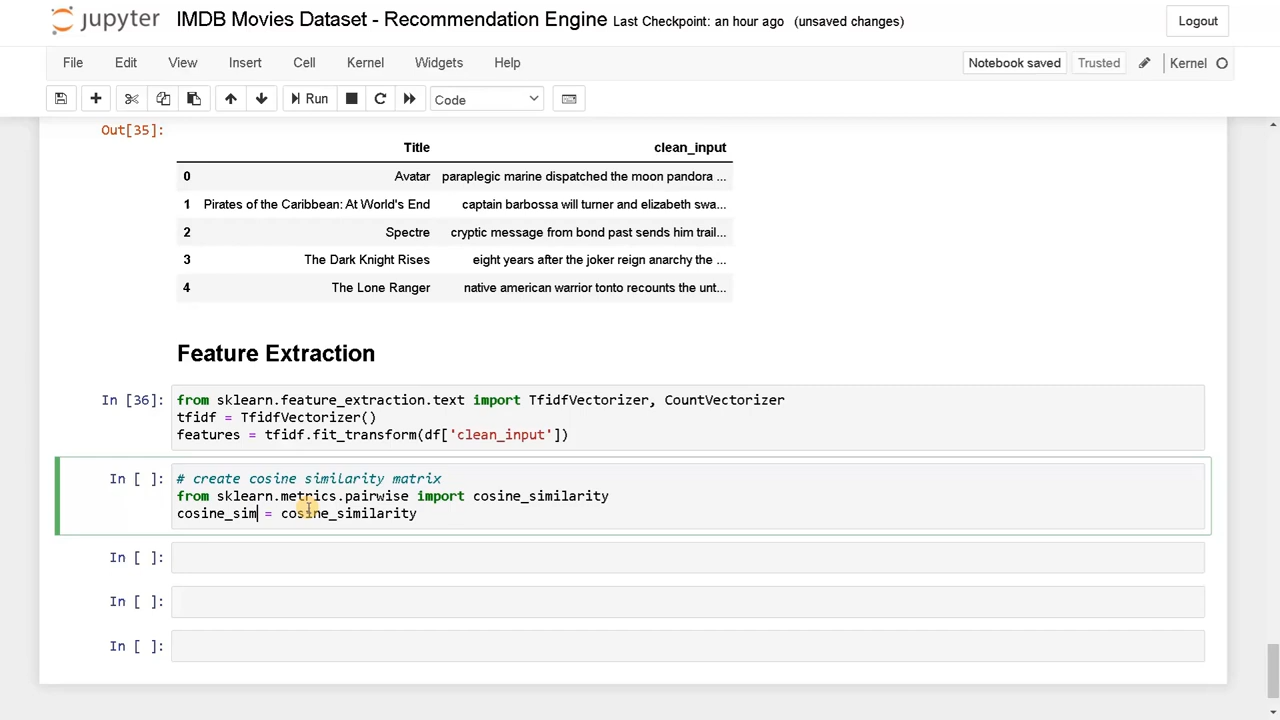 jupyter IMDB Movies Dataset - Recommendation Engine Last Checkpoint: an hour ago (unsaved changes) Logout
File Edit View Insert Cell Kernel Widgets Help Notebook saved Trusted Kernel
Run Code
Out[35]:
Title clean_input
0 Avatar paraplegic marine dispatched the moon pandora ...
1 Pirates of the Caribbean: At World's End captain barbossa will turner and elizabeth swa...
2 Spectre cryptic message from bond past sends him trail...
3 The Dark Knight Rises eight years after the joker reign anarchy the ...
4 The Lone Ranger native american warrior tonto recounts the unt...
Feature Extraction
In [36]: from sklearn.feature_extraction.text import TfidfVectorizer, CountVectorizer
tfidf = TfidfVectorizer()
features = tfidf.fit_transform(df['clean_input'])
In [ ]: # create cosine similarity matrix
from sklearn.metrics.pairwise import cosine_similarity
cosine_sim = cosine_similarity
In [ ]:
In [ ]:
In [ ]: